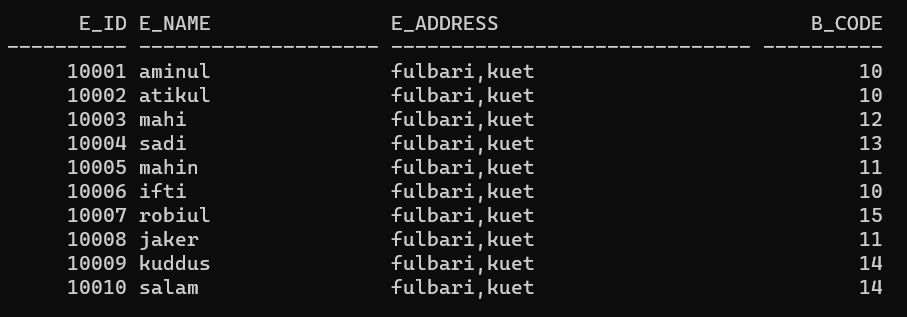 E_ID E_NAME               E_ADDRESS                          B_CODE
---------- -------------------- ------------------------------ ----------
     10001 aminul               fulbari,kuet                           10
     10002 atikul               fulbari,kuet                           10
     10003 mahi                 fulbari,kuet                           12
     10004 sadi                 fulbari,kuet                           13
     10005 mahin                fulbari,kuet                           11
     10006 ifti                 fulbari,kuet                           10
     10007 robiul               fulbari,kuet                           15
     10008 jaker                fulbari,kuet                           11
     10009 kuddus               fulbari,kuet                           14
     10010 salam                fulbari,kuet                           14